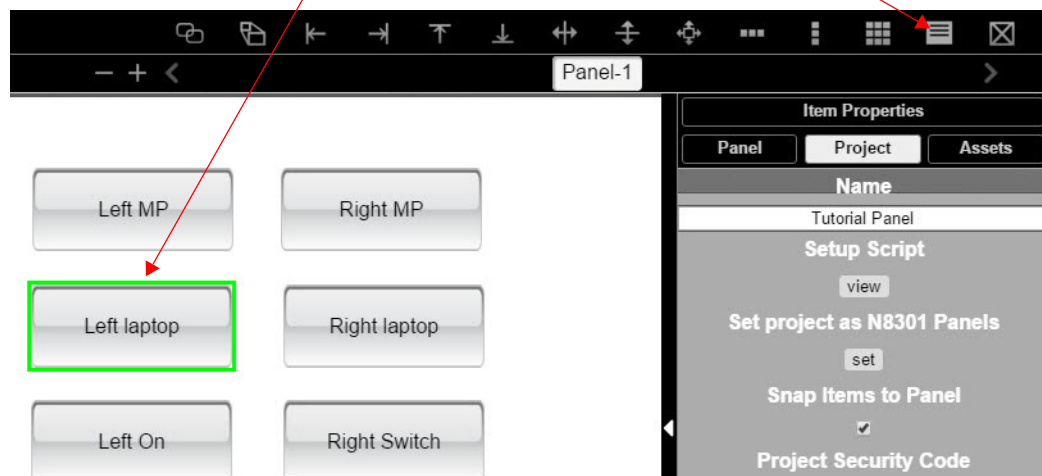 Panel-1
Item Properties
Panel Project Assets
Name
Tutorial Panel
Setup Script
view
Set project as N8301 Panels
set
Snap Items to Panel
Project Security Code
Left MP Right MP
Left laptop Right laptop
Left On Right Switch